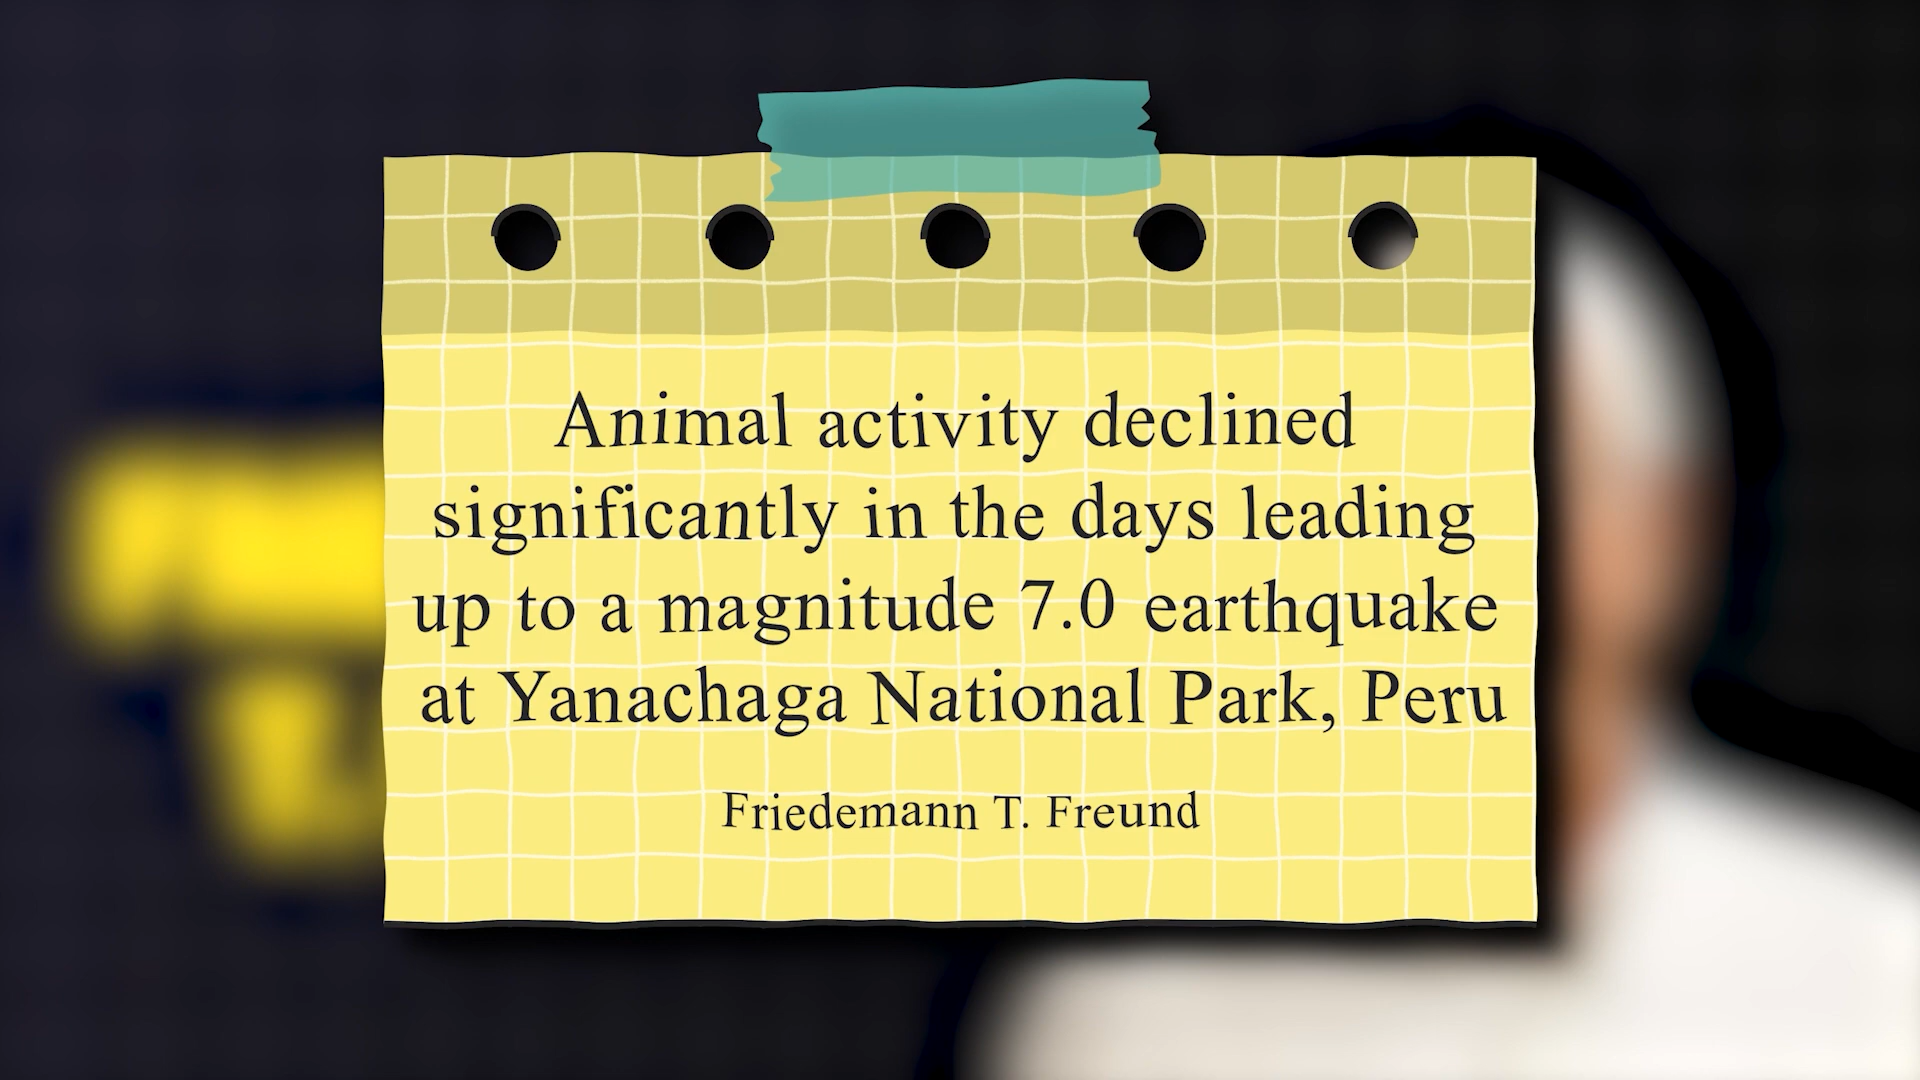 Animal activity declined
significantly in the days leading
up to a magnitude 7.0 earthquake
at Yanachaga National Park, Peru
Friedemann T. Freund